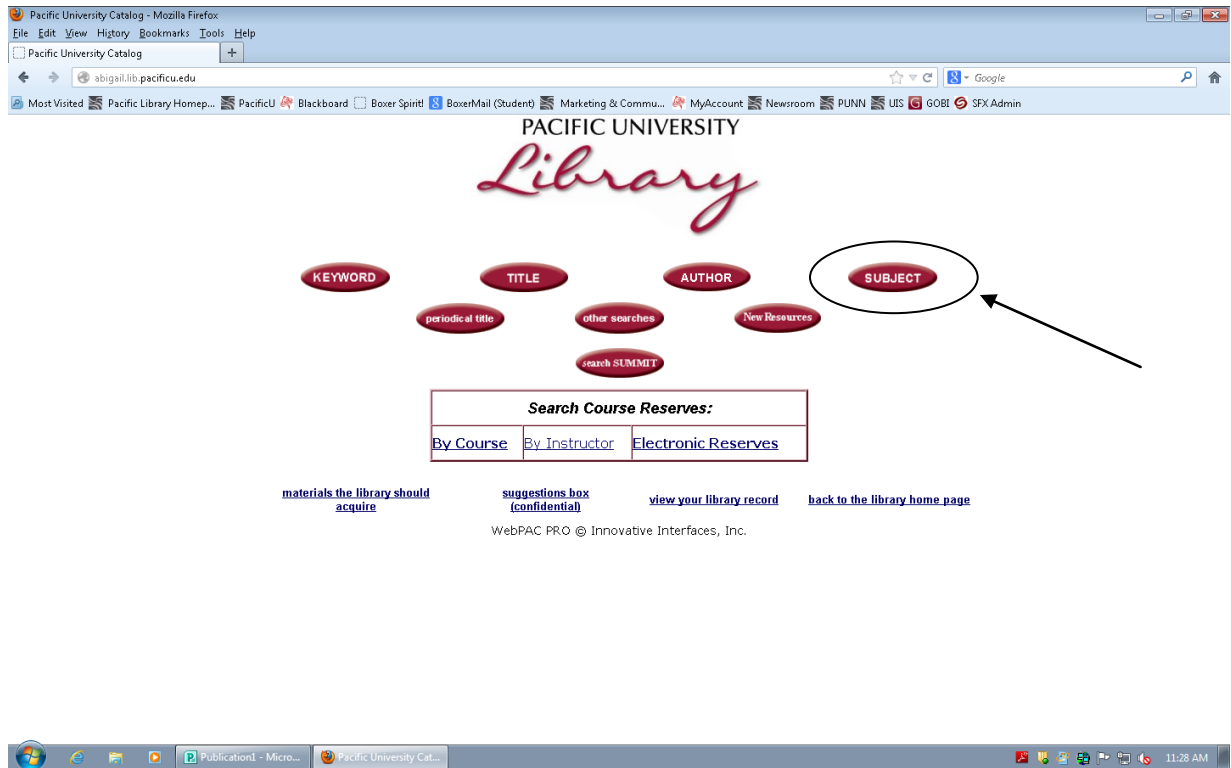 Pacific University Catalog - Mozilla Firefox
File Edit View History Bookmarks Tools Help
Pacific University Catalog +
abigail.lib.pacificu.edu Google
Most Visited Pacific Library Homep... PacificU Blackboard Boxer Spirit! BoxerMail (Student) Marketing & Commu... MyAccount Newsroom PUNN UIS GOBI SFX Admin
PACIFIC UNIVERSITY
Library
KEYWORD TITLE AUTHOR SUBJECT
periodical title other searches New Resources
search SUMMIT
Search Course Reserves:
By Course By Instructor Electronic Reserves
materials the library should acquire
suggestions box (confidential)
view your library record
back to the library home page
WebPAC PRO © Innovative Interfaces, Inc.
Publication1 - Micro... Pacific University Cat... 11:28 AM